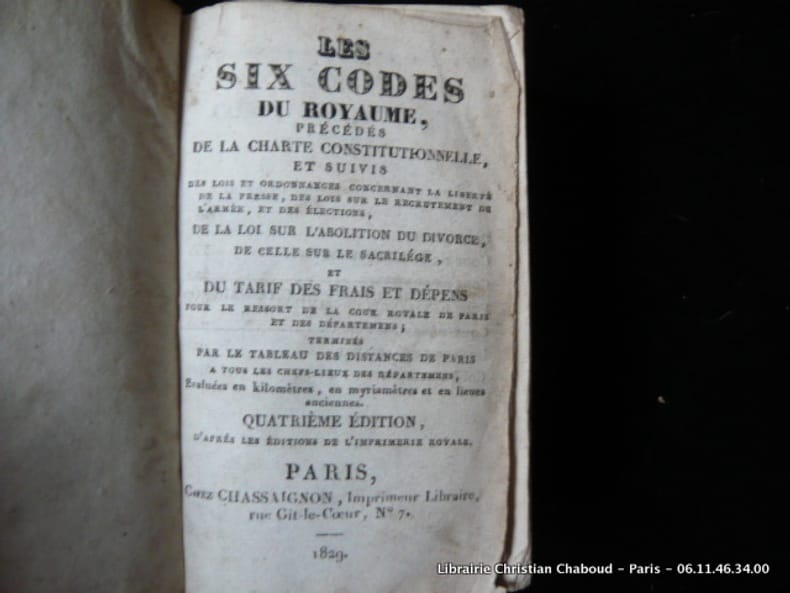 LES
SIX CODES
DU ROYAUME,
PRÉCÉDÉS
DE LA CHARTE CONSTITUTIONNELLE,
ET SUIVIS
DES LOIS ET ORDONNANCES CONCERNANT LA LIBERTÉ
DE LA PRESSE, DES LOIS SUR LE RECRUTEMENT DE
L'ARMÉE, ET DES ÉLECTIONS,
DE LA LOI SUR L'ABOLITION DU DIVORCE,
DE CELLE SUR LE SACRILÉGE,
ET
DU TARIF DES FRAIS ET DÉPENS
POUR LE RESSORT DE LA COUR ROYALE DE PARIS
ET DES DÉPARTEMENS;
TERMINÉS
PAR LE TABLEAU DES DISTANCES DE PARIS
A TOUS LES CHEFS-LIEUX DES DÉPARTEMENS,
Évaluées en kilomètres, en myriamètres et en lieues
anciennes.
QUATRIÈME ÉDITION,
D'APRÈS LES ÉDITIONS DE L'IMPRIMERIE ROYALE.
PARIS,
CHEZ CHASSAIGNON, Imprimeur Libraire,
rue Git-le-Cœur, N° 7.
1829.
Librairie Christian Chaboud - Paris - 06.11.46.34.00